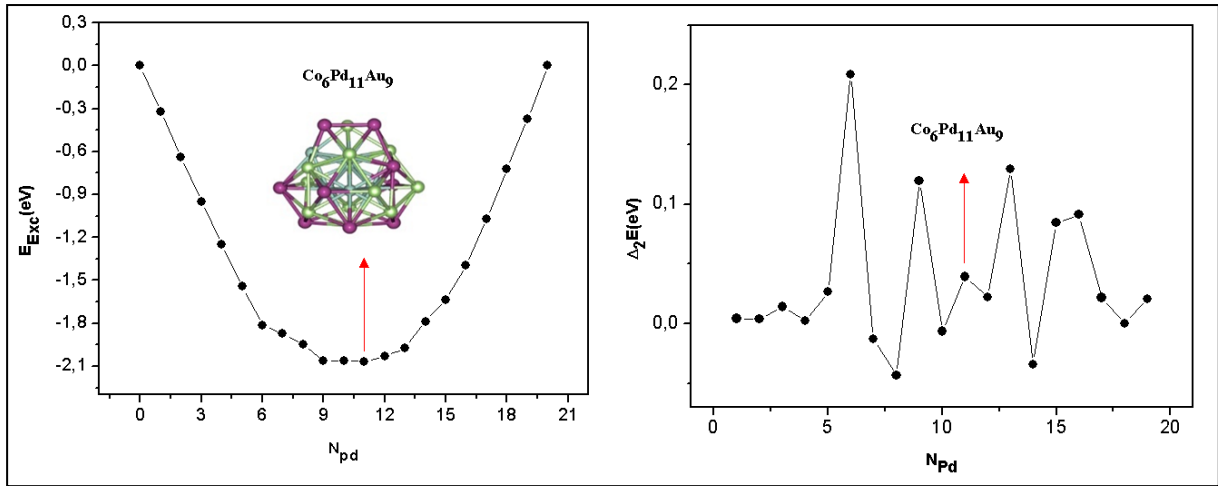 0,3
0,0
-0,3
-0,6
-0,9
-1,2
-1,5
-1,8
-2,1
E_Exc(eV)
Co₆Pd₁₁Au₉
0 3 6 9 12 15 18 21
N_pd
0,2
0,1
0,0
Δ₂E(eV)
Co₆Pd₁₁Au₉
0 5 10 15 20
N_Pd